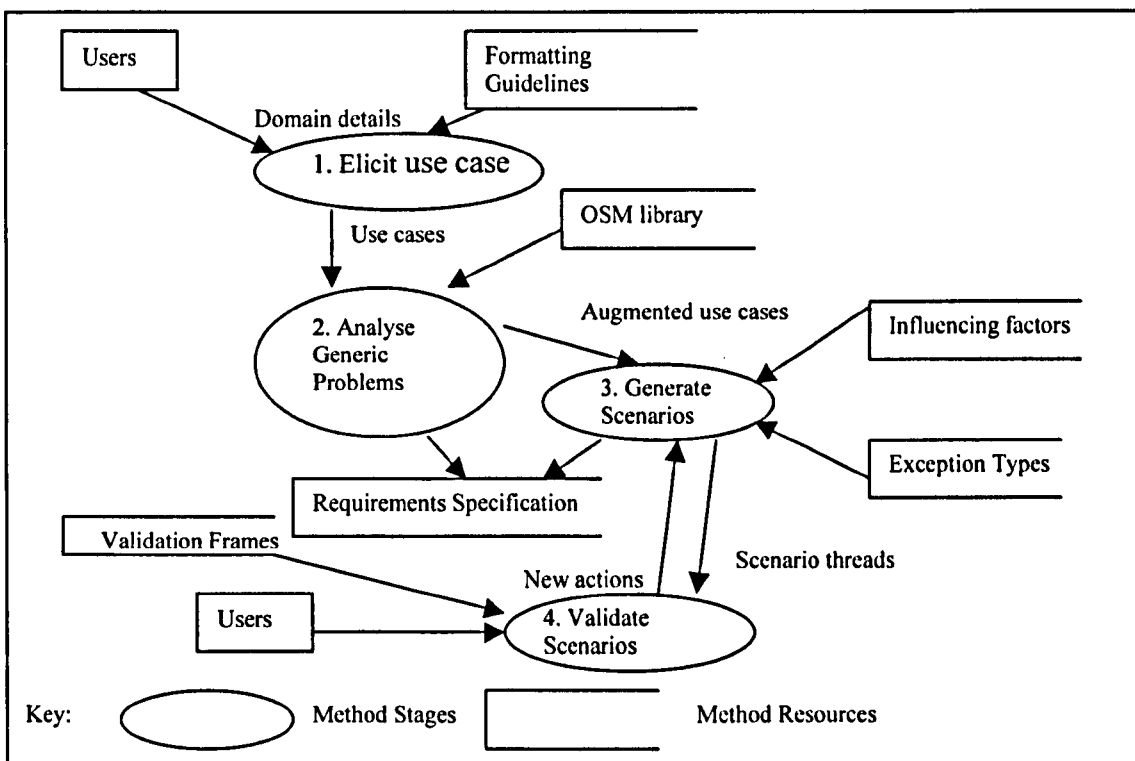 Users
Formatting
Guidelines
Domain details
1. Elicit use case
OSM library
Use cases
Augmented use cases
Influencing factors
2. Analyse
Generic
Problems
3. Generate
Scenarios
Exception Types
Requirements Specification
Validation Frames
Scenario threads
New actions
Users
4. Validate
Scenarios
Key:
Method Stages
Method Resources